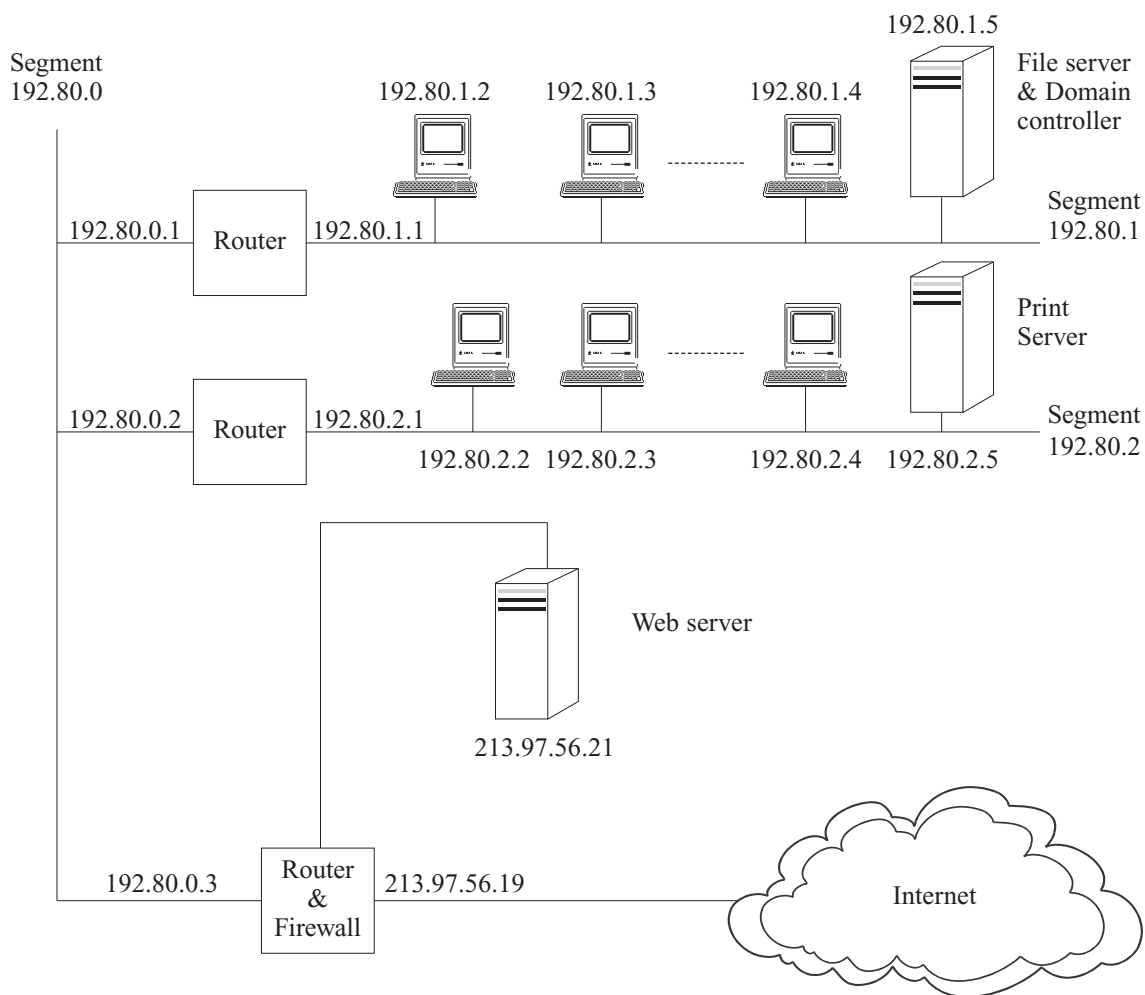 192.80.1.5
Segment
192.80.0
File server
& Domain
controller
192.80.1.2
192.80.1.3
192.80.1.4
Segment
192.80.1
192.80.0.1
Router
192.80.1.1
Print
Server
192.80.0.2
Router
192.80.2.1
Segment
192.80.2
192.80.2.2
192.80.2.3
192.80.2.4
192.80.2.5
Web server
213.97.56.21
192.80.0.3
Router
&
Firewall
213.97.56.19
Internet